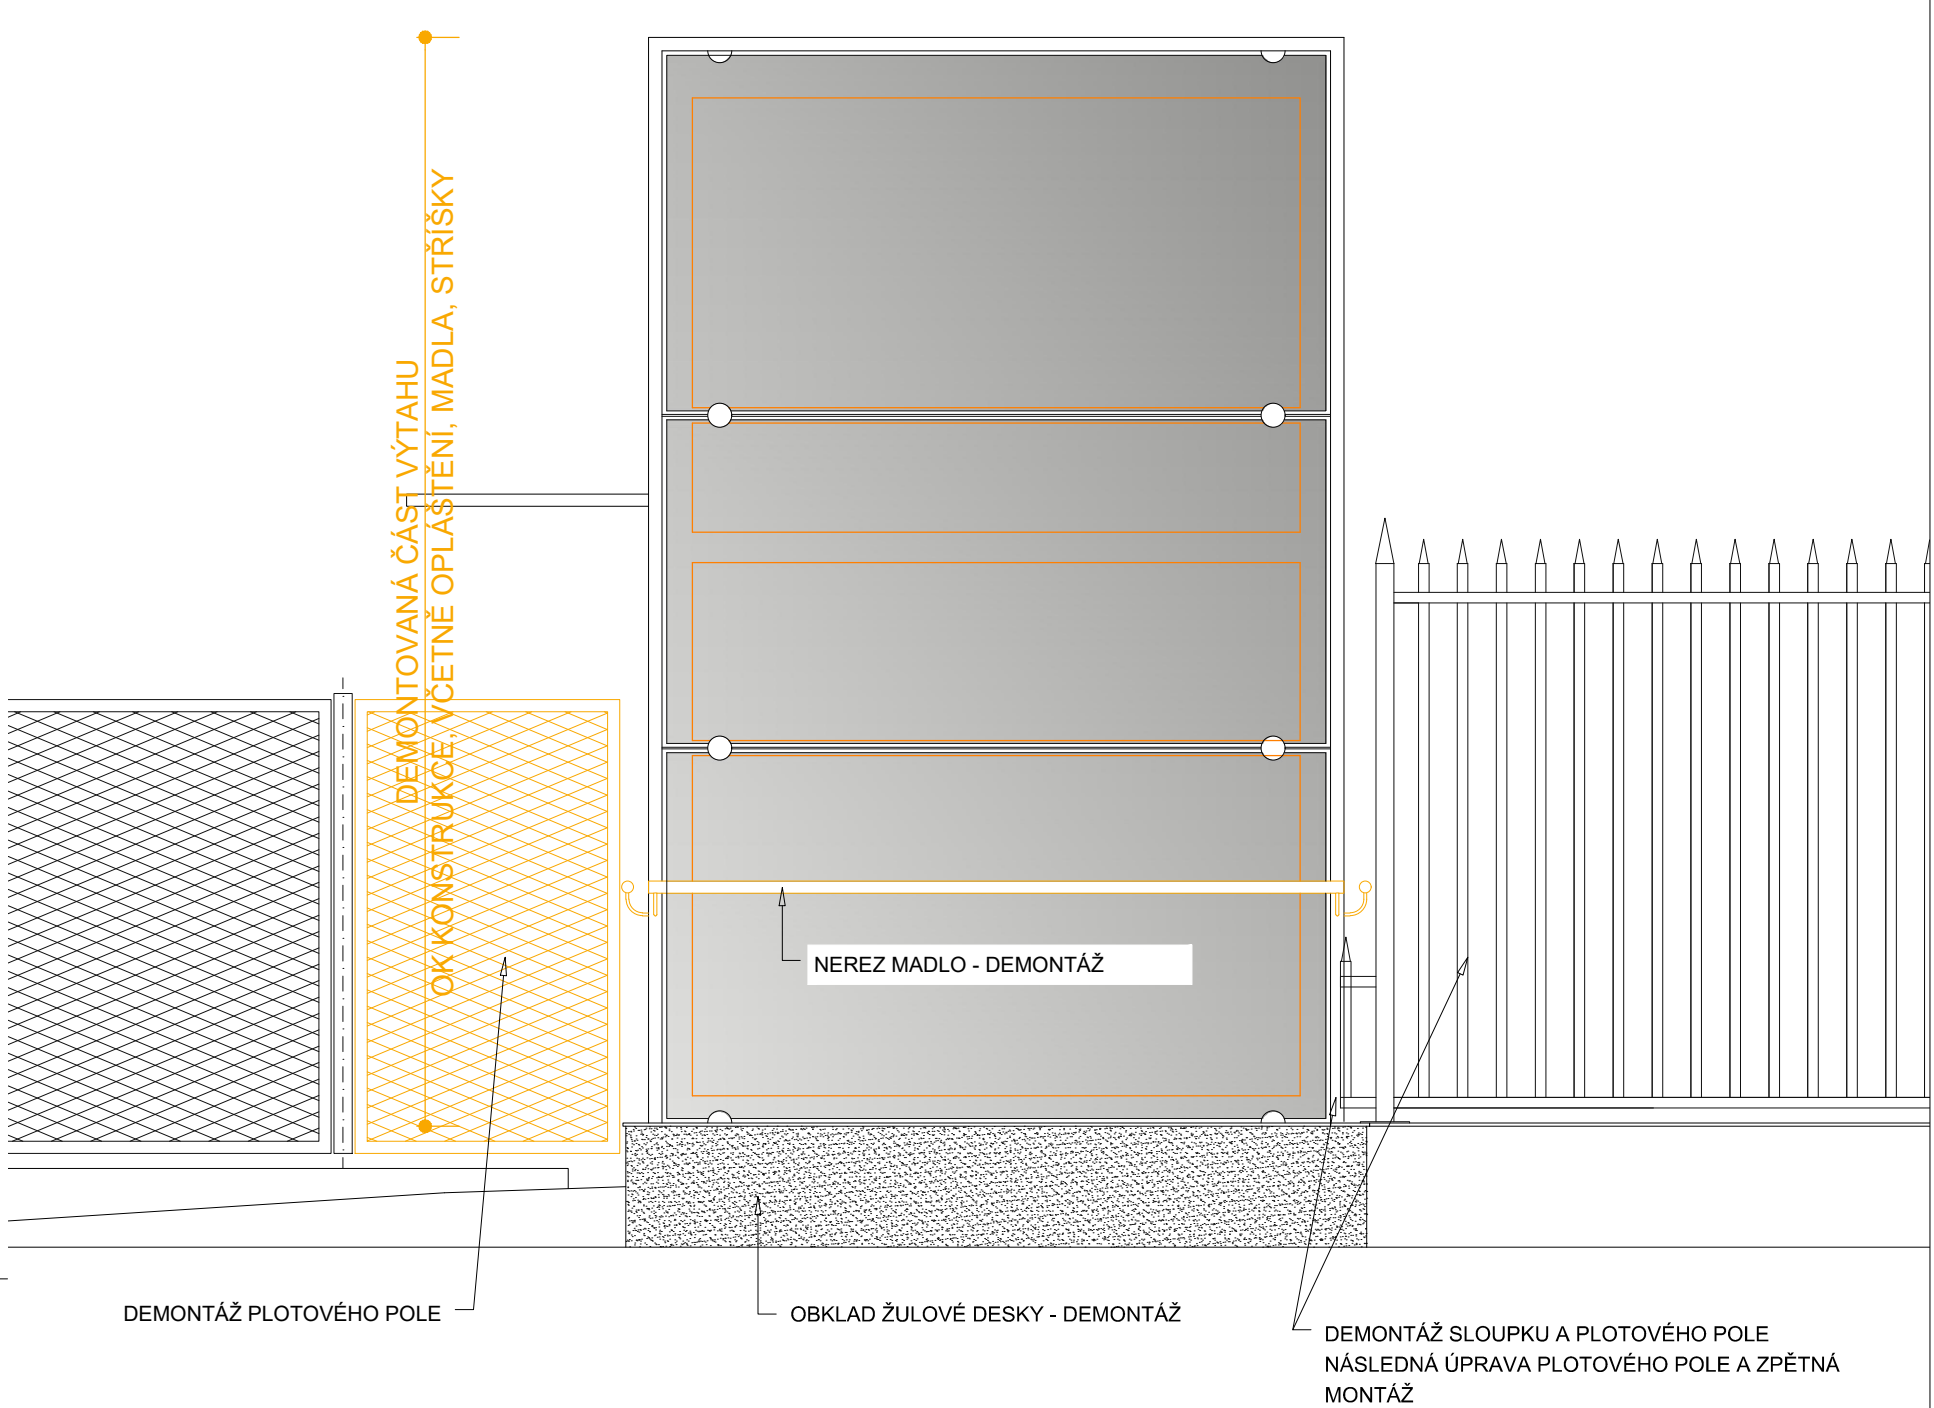 DEMONTOVANÁ ČÁST VÝTAHU
OK KONSTRUKCE, VČETNĚ OPLÁŠTĚNÍ, MADLA, STŘÍŠKY
NEREZ MADLO - DEMONTÁŽ
DEMONTÁŽ PLOTOVÉHO POLE
OBKLAD ŽULOVÉ DESKY - DEMONTÁŽ
DEMONTÁŽ SLOUPKU A PLOTOVÉHO POLE
NÁSLEDNÁ ÚPRAVA PLOTOVÉHO POLE A ZPĚTNÁ
MONTÁŽ